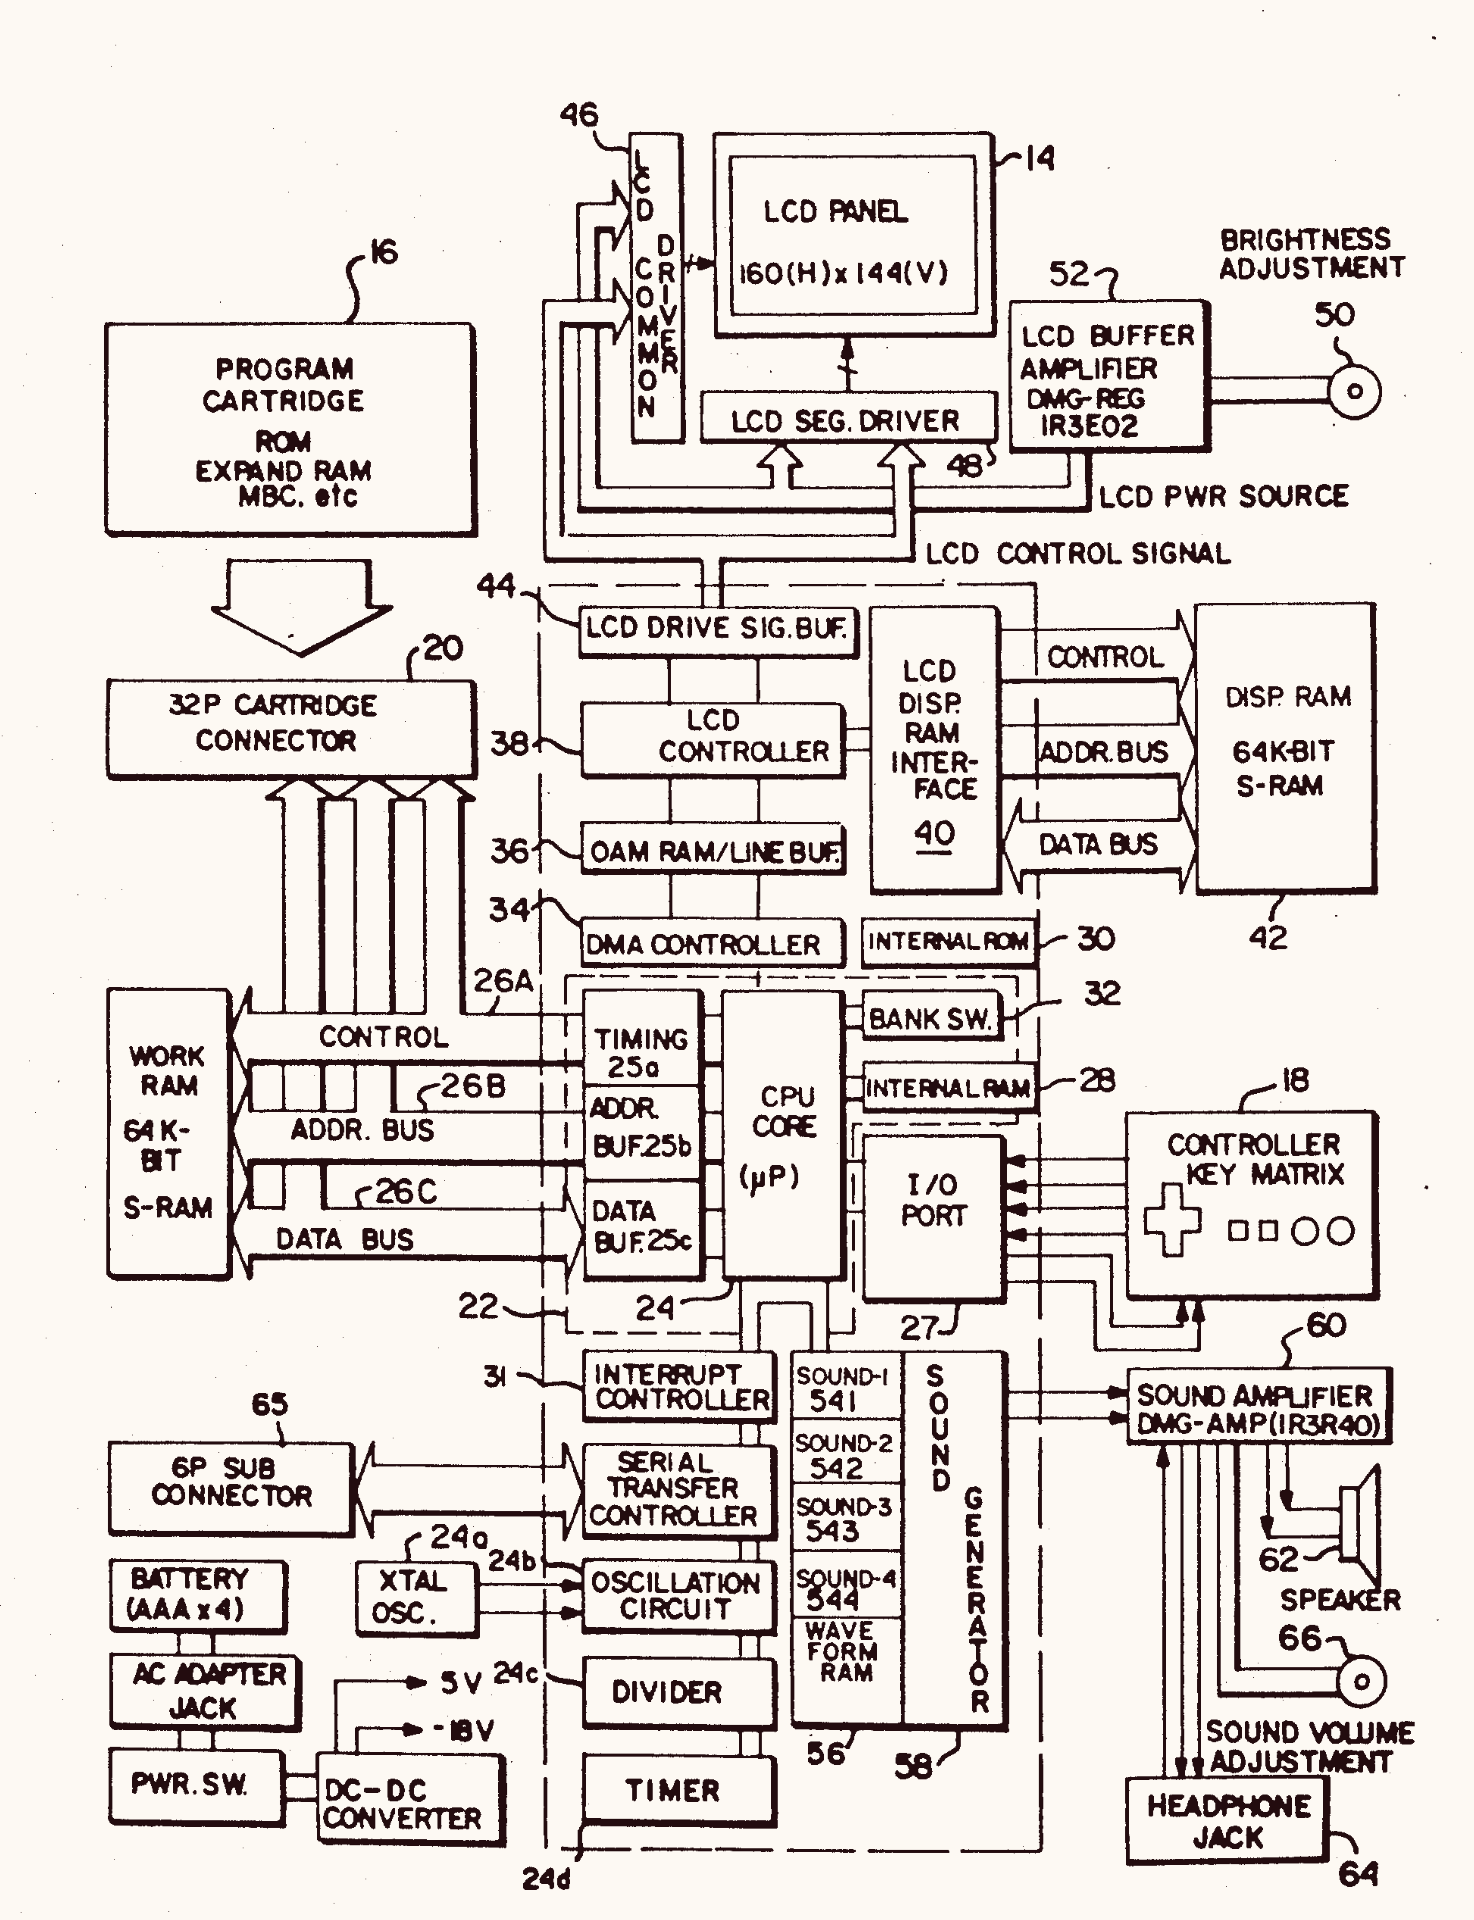 46
LCD COMMON
DRIVER
LCD PANEL
160(H)x144(V)
14
16
BRIGHTNESS
ADJUSTMENT
52
50
PROGRAM
CARTRIDGE
ROM
EXPAND RAM
MBC. etc
LCD BUFFER
AMPLIFIER
DMG-REG
IR3E02
LCD SEG. DRIVER
48
LCD PWR SOURCE
LCD CONTROL SIGNAL
44
LCD DRIVE SIG. BUF.
20
32P CARTRIDGE
CONNECTOR
38
LCD
CONTROLLER
LCD
DISP.
RAM
INTER-
FACE
40
CONTROL
ADDR. BUS
DATA BUS
DISP. RAM
64K-BIT
S-RAM
42
36
OAM RAM/LINE BUF.
34
DMA CONTROLLER
INTERNAL ROM
30
26A
CONTROL
TIMING
25a
CPU
CORE
(μP)
BANK SW.
32
WORK
RAM
64K-
BIT
S-RAM
26B
ADDR. BUS
ADDR.
BUF.25b
INTERNAL RAM
28
18
CONTROLLER
KEY MATRIX
26C
DATA BUS
DATA
BUF.25c
I/O
PORT
22
24
27
60
31
INTERRUPT
CONTROLLER
SOUND-1
541
SOUND-2
542
SOUND-3
543
SOUND-4
544
WAVE
FORM
RAM
SOUND
GENERATOR
SOUND AMPLIFIER
DMG-AMP(IR3R40)
65
6P SUB
CONNECTOR
SERIAL
TRANSFER
CONTROLLER
24a
XTAL
OSC.
24b
OSCILLATION
CIRCUIT
62
SPEAKER
66
BATTERY
(AAA x 4)
AC ADAPTER
JACK
5V
-18V
24c
DIVIDER
56
58
SOUND VOLUME
ADJUSTMENT
PWR. SW.
DC-DC
CONVERTER
TIMER
24d
HEADPHONE
JACK
64